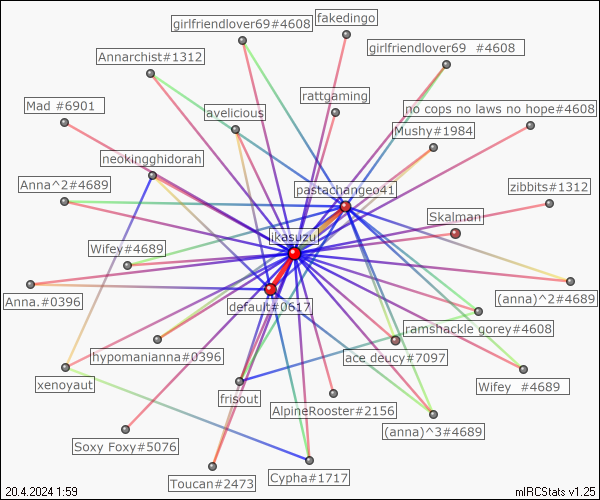 fakedingo
girlfriendlover69#4608
girlfriendlover69  #4608
Annarchist#1312
rattgaming
Mad #6901
avelicious
no cops no laws no hope#4608
Mushy#1984
neokingghidorah
Anna^2#4689
pastachangeo41
zibbits#1312
Skalman
ikasuzu
Wifey#4689
Anna.#0396
default#0617
(anna)^2#4689
ramshackle gorey#4608
hypomanianna#0396
ace deucy#7097
xenoyaut
frisout
Wifey  #4689
AlpineRooster#2156
(anna)^3#4689
Soxy Foxy#5076
Toucan#2473
Cypha#1717
20.4.2024 1:59
mIRCStats v1.25